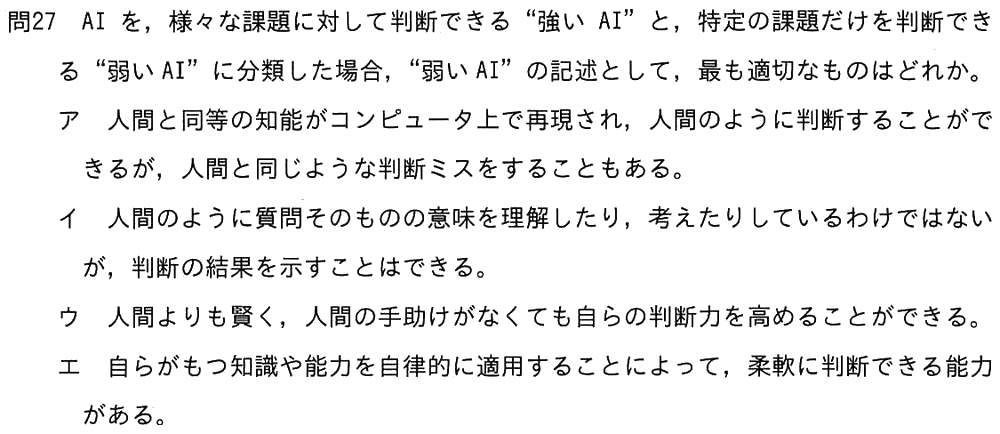 問27 AI を，様々な課題に対して判断できる“強い AI”と，特定の課題だけを判断でき
る“弱い AI”に分類した場合，“弱い AI”の記述として，最も適切なものはどれか。
ア 人間と同等の知能がコンピュータ上で再現され，人間のように判断することがで
きるが，人間と同じような判断ミスをすることもある。
イ 人間のように質問そのものの意味を理解したり，考えたりしているわけではない
が，判断の結果を示すことはできる。
ウ 人間よりも賢く，人間の手助けがなくても自らの判断力を高めることができる。
エ 自らがもつ知識や能力を自律的に適用することによって，柔軟に判断できる能力
がある。